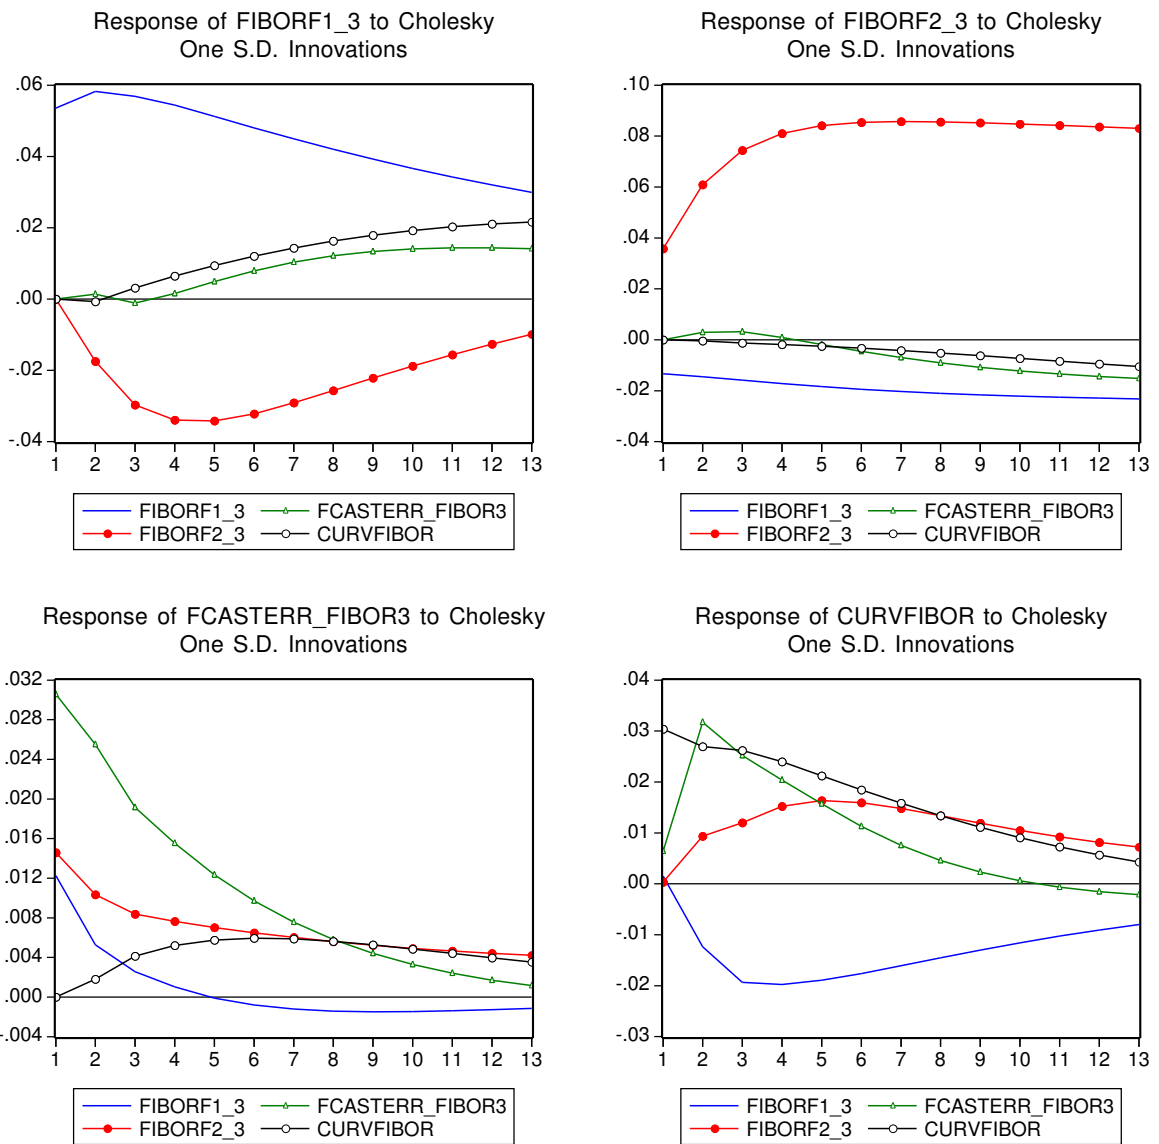 Response of FIBORF1_3 to Cholesky
One S.D. Innovations
.06
.04
.02
.00
-.02
-.04
1 2 3 4 5 6 7 8 9 10 11 12 13
FIBORF1_3 FCASTERR_FIBOR3
FIBORF2_3 CURVFIBOR
Response of FIBORF2_3 to Cholesky
One S.D. Innovations
.10
.08
.06
.04
.02
.00
-.02
-.04
1 2 3 4 5 6 7 8 9 10 11 12 13
FIBORF1_3 FCASTERR_FIBOR3
FIBORF2_3 CURVFIBOR
Response of FCASTERR_FIBOR3 to Cholesky
One S.D. Innovations
.032
.028
.024
.020
.016
.012
.008
.004
.000
-.004
1 2 3 4 5 6 7 8 9 10 11 12 13
FIBORF1_3 FCASTERR_FIBOR3
FIBORF2_3 CURVFIBOR
Response of CURVFIBOR to Cholesky
One S.D. Innovations
.04
.03
.02
.01
.00
-.01
-.02
-.03
1 2 3 4 5 6 7 8 9 10 11 12 13
FIBORF1_3 FCASTERR_FIBOR3
FIBORF2_3 CURVFIBOR